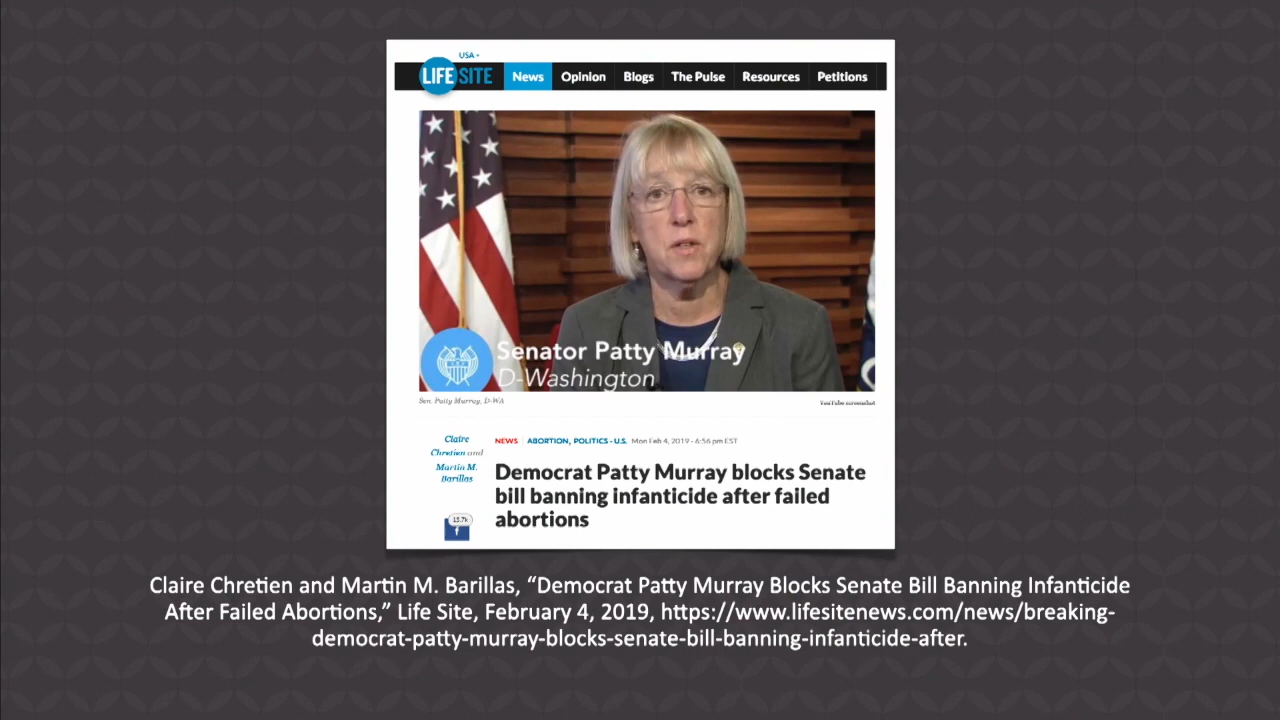 USA
LIFE SITE News Opinion Blogs The Pulse Resources Petitions
Senator Patty Murray
D-Washington
Sen. Patty Murray, D-WA
YouTube screenshot
Claire
Chretien and
Martin M.
Barillas
NEWS ABORTION, POLITICS - U.S. Mon Feb 4, 2019 - 6:56 pm EST
Democrat Patty Murray blocks Senate
bill banning infanticide after failed
abortions
15.7k
Claire Chretien and Martin M. Barillas, “Democrat Patty Murray Blocks Senate Bill Banning Infanticide
After Failed Abortions,” Life Site, February 4, 2019, https://www.lifesitenews.com/news/breaking-
democrat-patty-murray-blocks-senate-bill-banning-infanticide-after.